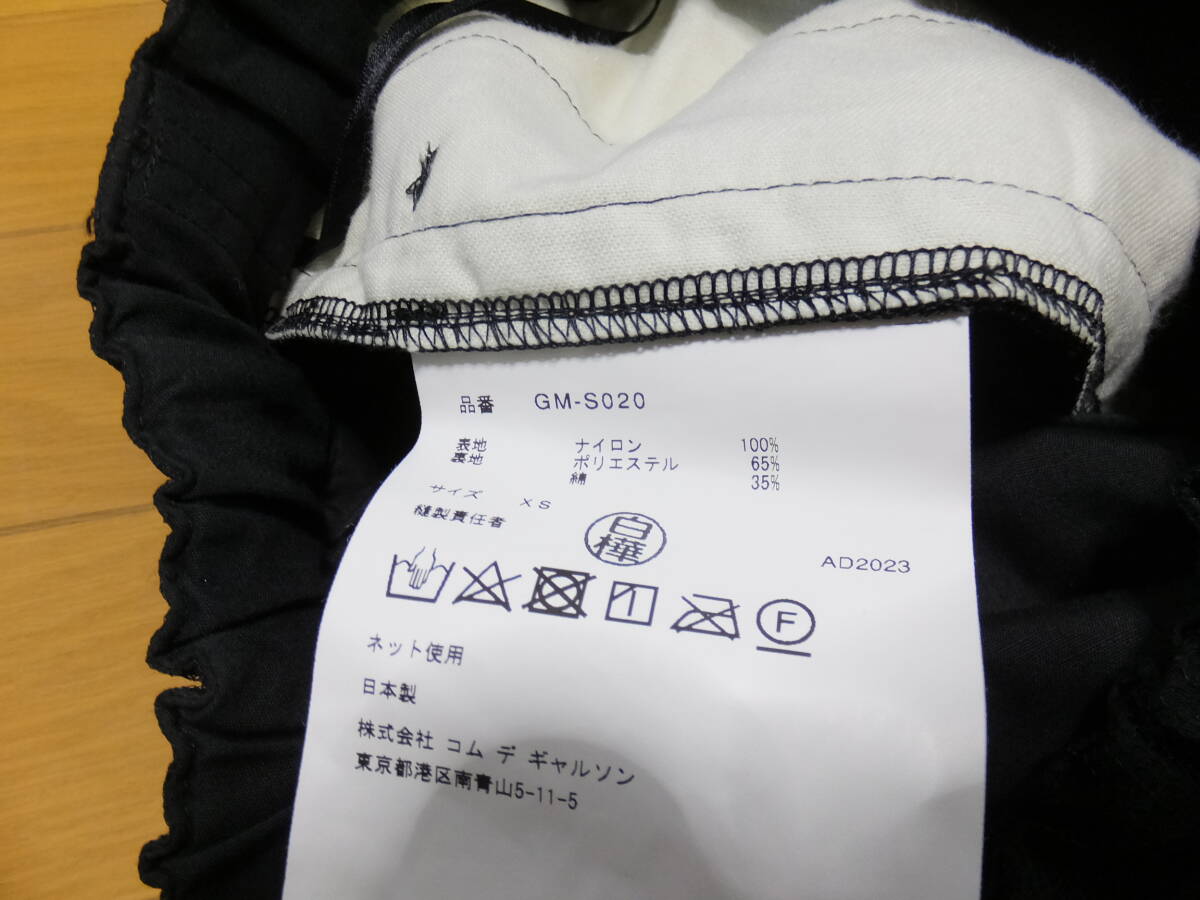 品番 GM-S020
表地 ナイロン 100%
裏地 ポリエステル 65%
綿 35%
サイズ XS
縫製責任者 白樺
AD2023
F
ネット使用
日本製
株式会社 コム デ ギャルソン
東京都港区南青山5-11-5